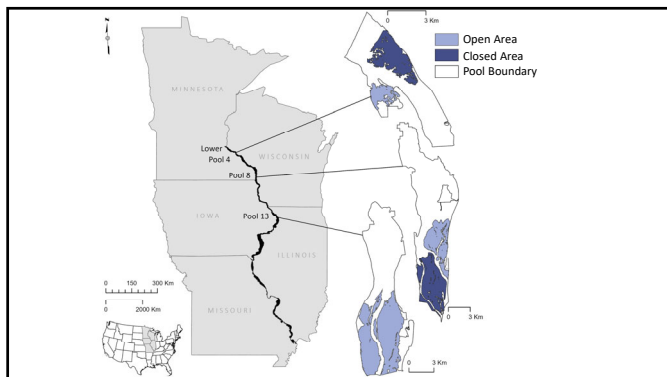 0 3 Km
Open Area
Closed Area
Pool Boundary
MINNESOTA
Lower
Pool 4
WISCONSIN
Pool 8
IOWA
Pool 13
ILLINOIS
MISSOURI
0 150 300 Km
0 2000 Km
0 3 Km
0 3 Km